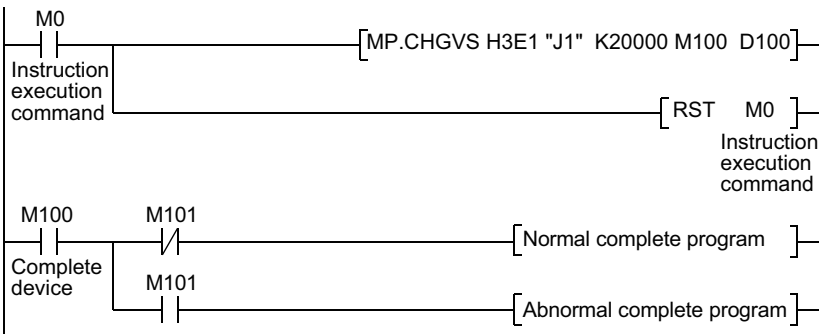 M0
[MP.CHGVS H3E1 "J1" K20000 M100 D100]
Instruction
execution
command
[RST M0]
Instruction
execution
command
M100 M101
[Normal complete program]
Complete
device
M101
[Abnormal complete program]